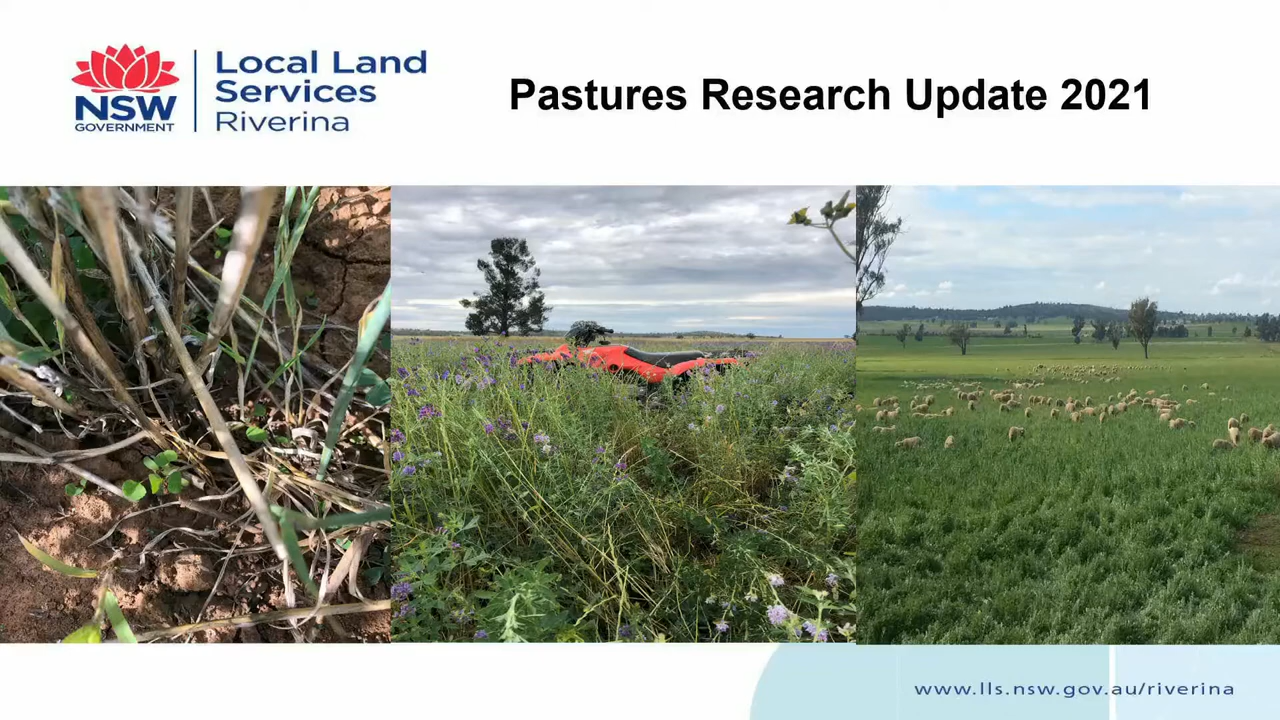 Local Land
Services
Riverina
NSW
GOVERNMENT
Pastures Research Update 2021
www.lls.nsw.gov.au/riverina